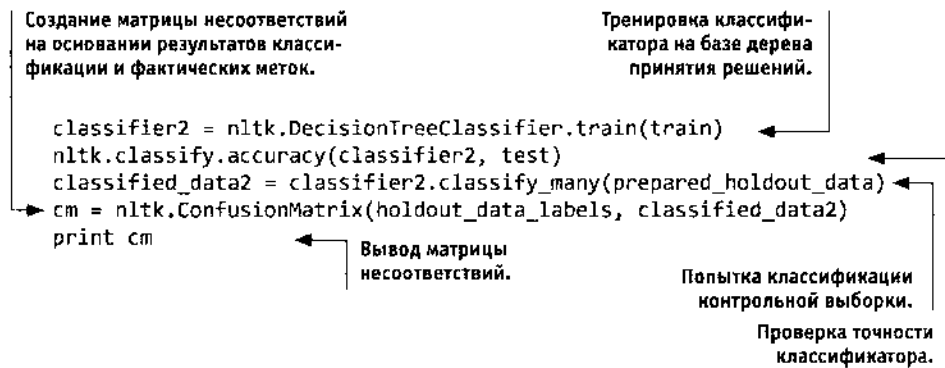 Создание матрицы несоответствий
на основании результатов класси-
фикации и фактических меток.
Тренировка классифи-
катора на базе дерева
принятия решений.
classifier2 = nltk.DecisionTreeClassifier.train(train)
nltk.classify.accuracy(classifier2, test)
classified_data2 = classifier2.classify_many(prepared_holdout_data)
cm = nltk.ConfusionMatrix(holdout_data_labels, classified_data2)
print cm
Вывод матрицы
несоответствий.
Попытка классификации
контрольной выборки.
Проверка точности
классификатора.